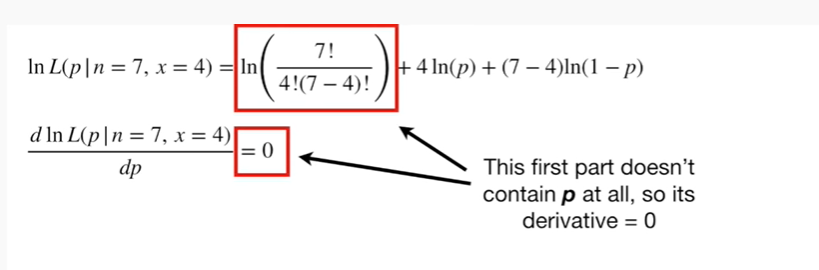 ln L(p|n = 7, x = 4) = ln(7!/4!(7 − 4)!) + 4 ln(p) + (7 − 4)ln(1 − p)
d ln L(p|n = 7, x = 4)/dp = 0
This first part doesn't
contain p at all, so its
derivative = 0